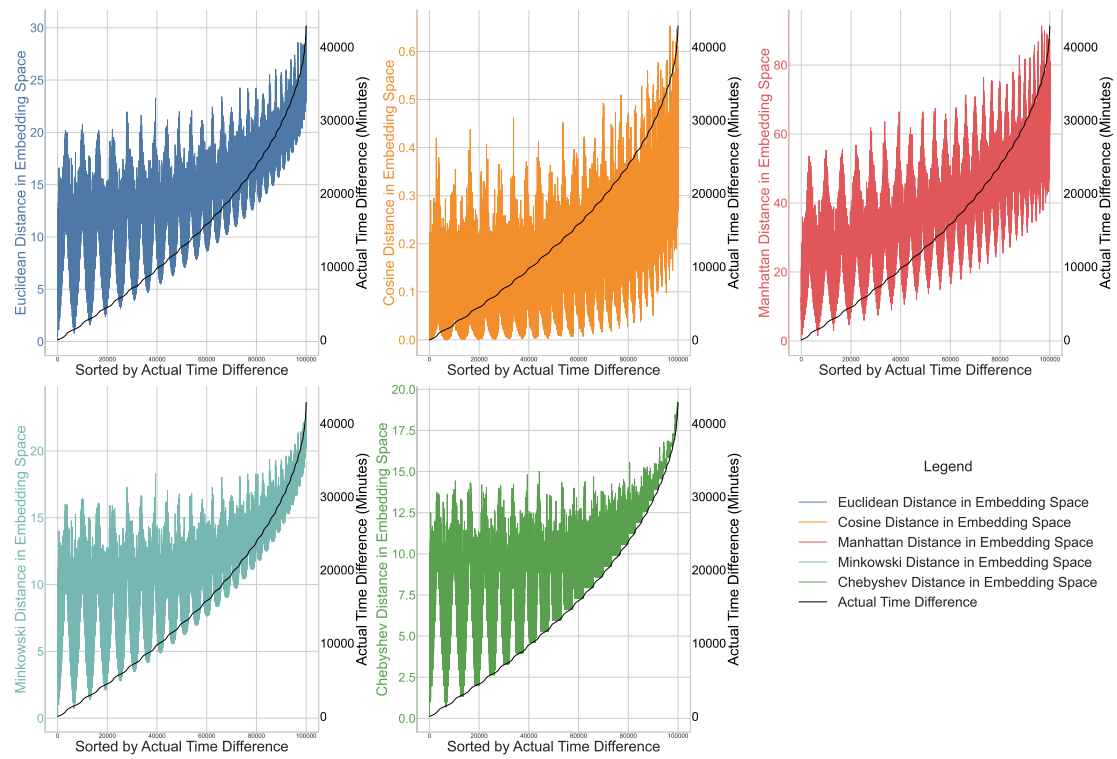 Euclidean Distance in Embedding Space
30
25
20
15
10
5
0
0 20000 40000 60000 80000 100000
Sorted by Actual Time Difference
40000
30000
20000
10000
0
Actual Time Difference (Minutes)
Cosine Distance in Embedding Space
0.6
0.5
0.4
0.3
0.2
0.1
0.0
0 20000 40000 60000 80000 100000
Sorted by Actual Time Difference
40000
30000
20000
10000
0
Actual Time Difference (Minutes)
Manhattan Distance in Embedding Space
80
60
40
20
0
0 20000 40000 60000 80000 100000
Sorted by Actual Time Difference
40000
30000
20000
10000
0
Actual Time Difference (Minutes)
Minkowski Distance in Embedding Space
20
15
10
5
0
0 20000 40000 60000 80000 100000
Sorted by Actual Time Difference
40000
30000
20000
10000
0
Actual Time Difference (Minutes)
Chebyshev Distance in Embedding Space
20.0
17.5
15.0
12.5
10.0
7.5
5.0
2.5
0.0
0 20000 40000 60000 80000 100000
Sorted by Actual Time Difference
40000
30000
20000
10000
0
Actual Time Difference (Minutes)
Legend
Euclidean Distance in Embedding Space
Cosine Distance in Embedding Space
Manhattan Distance in Embedding Space
Minkowski Distance in Embedding Space
Chebyshev Distance in Embedding Space
Actual Time Difference